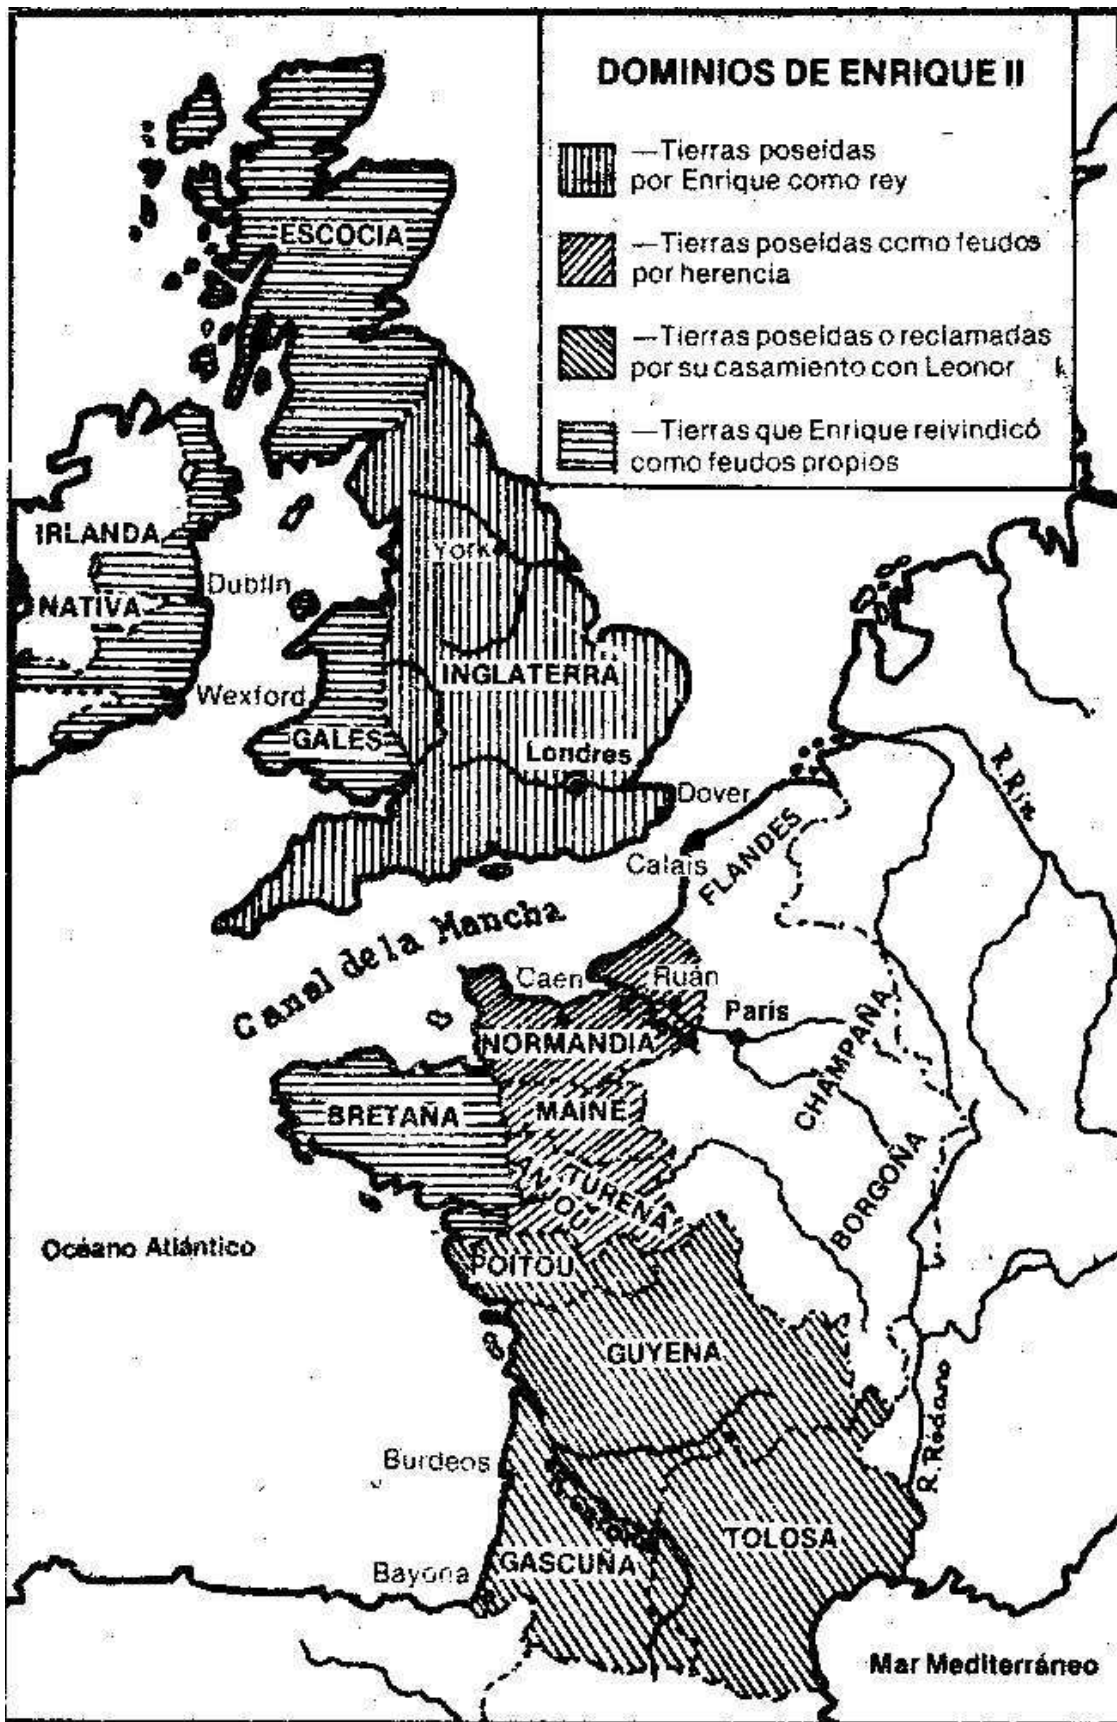 DOMINIOS DE ENRIQUE II
—Tierras poseídas
por Enrique como rey
—Tierras poseídas como feudos
por herencia
—Tierras poseídas o reclamadas
por su casamiento con Leonor
—Tierras que Enrique reivindicó
como feudos propios
ESCOCIA
IRLANDA
NATIVA
Dublín
York
Wexford
GALES
INGLATERRA
Londres
Dover
Calais
FLANDES
R. Rin
Canal de la Mancha
Caen
Ruán
París
NORMANDIA
CHAMPAÑA
BRETAÑA
MAINE
ANJOU
TURENA
BORGOÑA
Océano Atlántico
POITOU
GUYENA
R. Ródano
Burdeos
TOLOSA
GASCUÑA
Bayona
Mar Mediterráneo